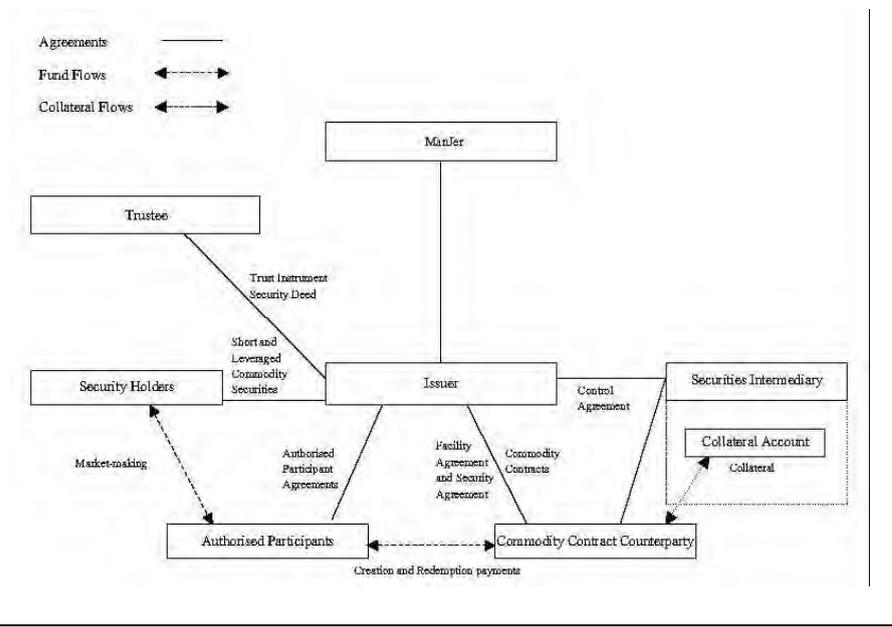 Agreements
Fund Flows
Collateral Flows
ManJer
Trustee
Trust Instrument
Security Deed
Short and
Leveraged
Commodity
Securities
Security Holders
Issuer
Securities Intermediary
Control
Agreement
Collateral Account
Collateral
Market-making
Authorised
Participant
Agreements
Facility
Agreement
and Security
Agreement
Commodity
Contracts
Authorised Participants
Commodity Contract Counterparty
Creation and Redemption payments